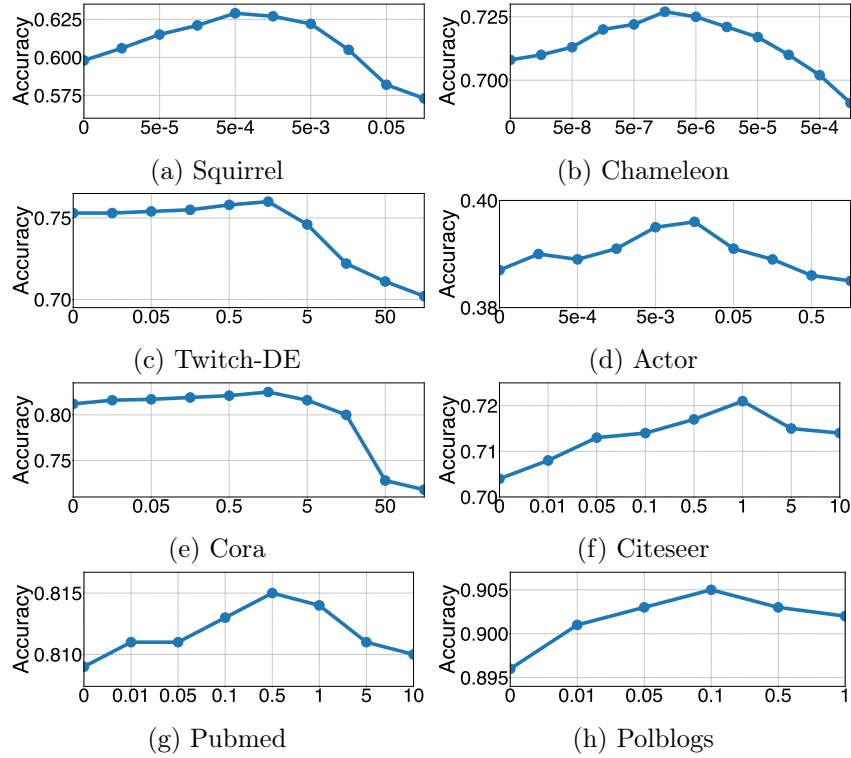 Accuracy
0.625
0.600
0.575
0 5e-5 5e-4 5e-3 0.05
(a) Squirrel
Accuracy
0.725
0.700
0 5e-8 5e-7 5e-6 5e-5 5e-4
(b) Chameleon
Accuracy
0.75
0.70
0 0.05 0.5 5 50
(c) Twitch-DE
Accuracy
0.40
0.38
0 5e-4 5e-3 0.05 0.5
(d) Actor
Accuracy
0.80
0.75
0 0.05 0.5 5 50
(e) Cora
Accuracy
0.72
0.71
0.70
0 0.01 0.05 0.1 0.5 1 5 10
(f) Citeseer
Accuracy
0.815
0.810
0 0.01 0.05 0.1 0.5 1 5 10
(g) Pubmed
Accuracy
0.905
0.900
0.895
0 0.01 0.05 0.1 0.5 1
(h) Polblogs